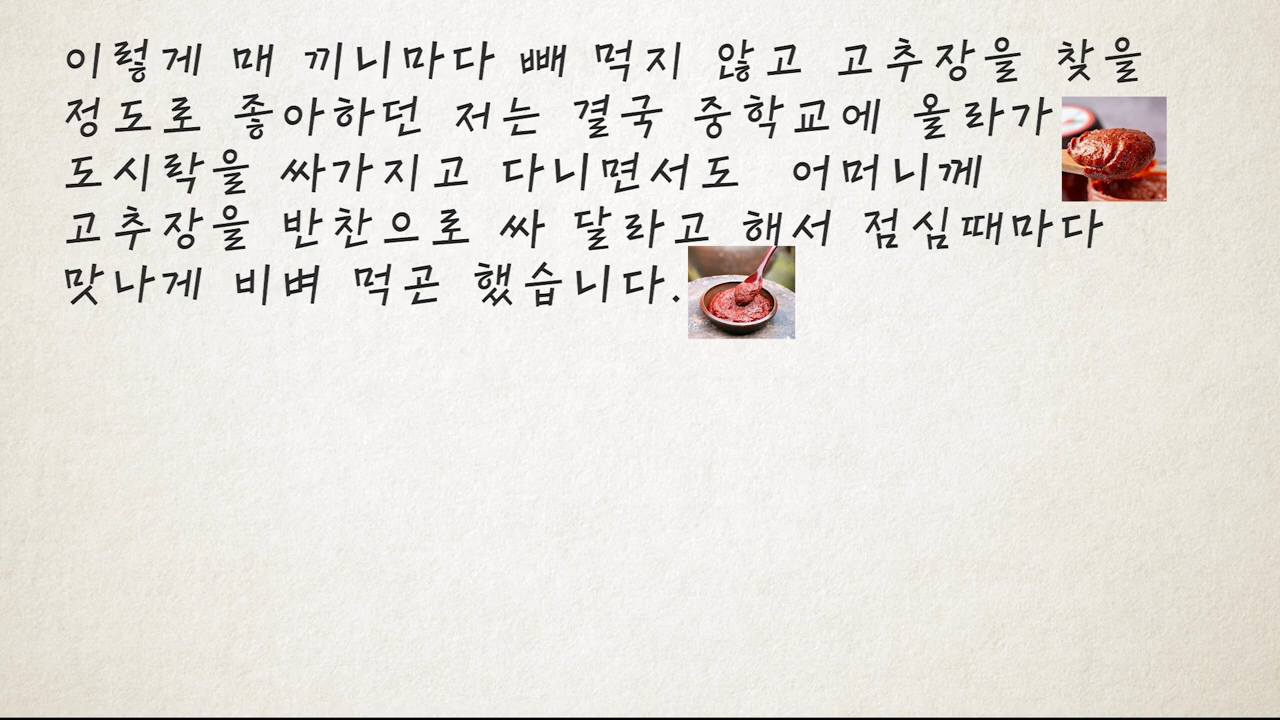 이렇게 매 끼니마다 빼 먹지 않고 고추장을 찾을
정도로 좋아하던 저는 결국 중학교에 올라가
도시락을 싸가지고 다니면서도 어머니께
고추장을 반찬으로 싸 달라고 해서 점심때마다
맛나게 비벼 먹곤 했습니다.